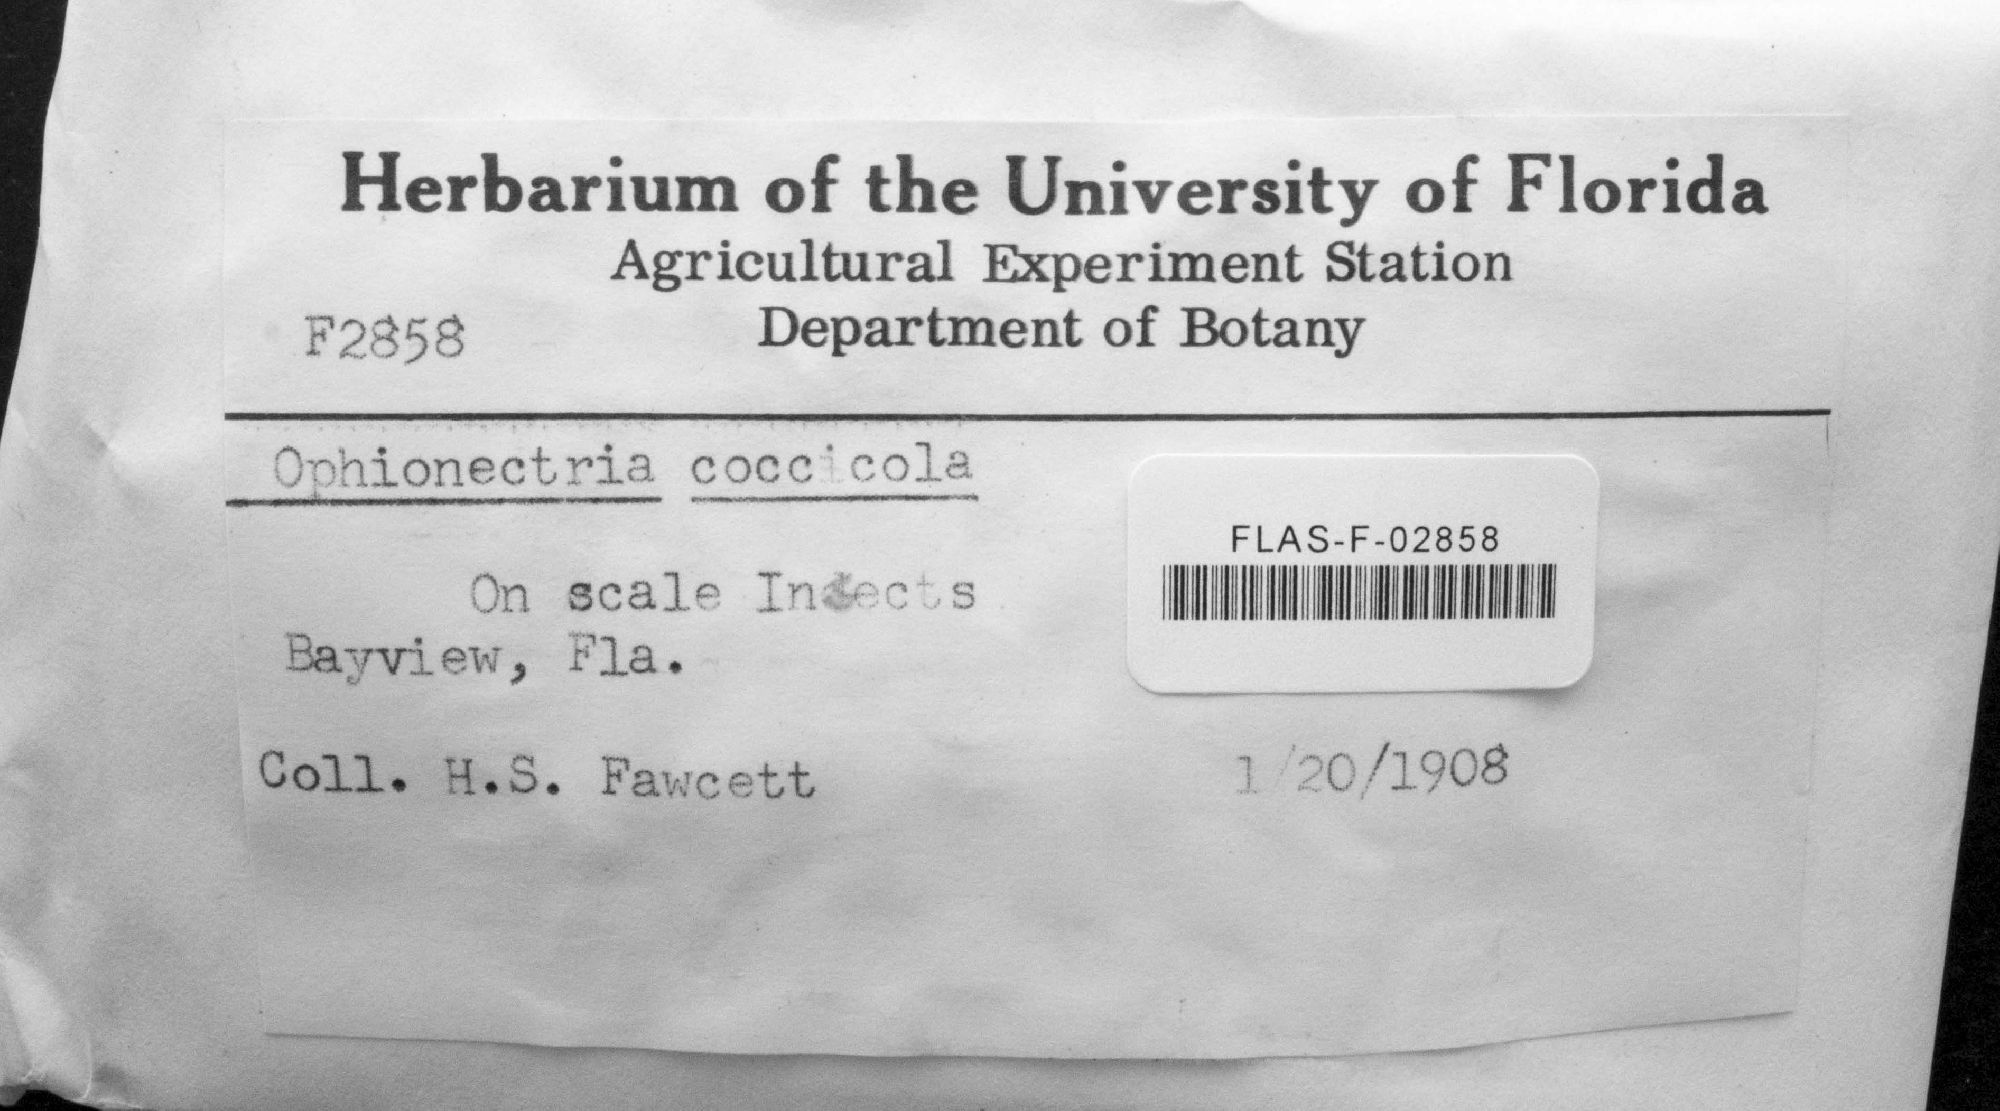 Herbarium of the University of Florida
Agricultural Experiment Station
F2858
Department of Botany
Ophionectria coccicola
FLAS-F-02858
On scale Insects
Bayview, Fla.
Coll. H.S. Fawcett
1/20/1908